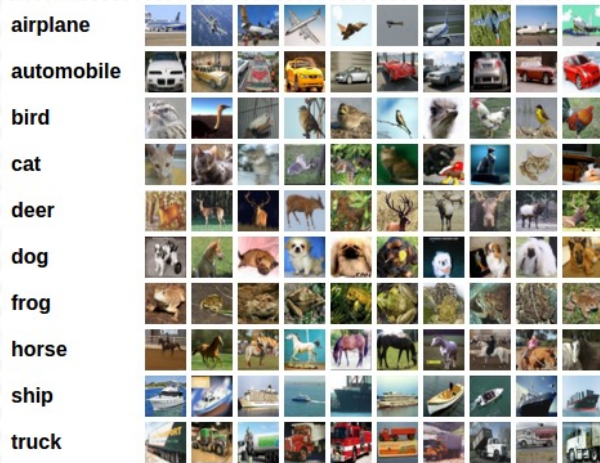 airplane
automobile
bird
cat
deer
dog
frog
horse
ship
truck